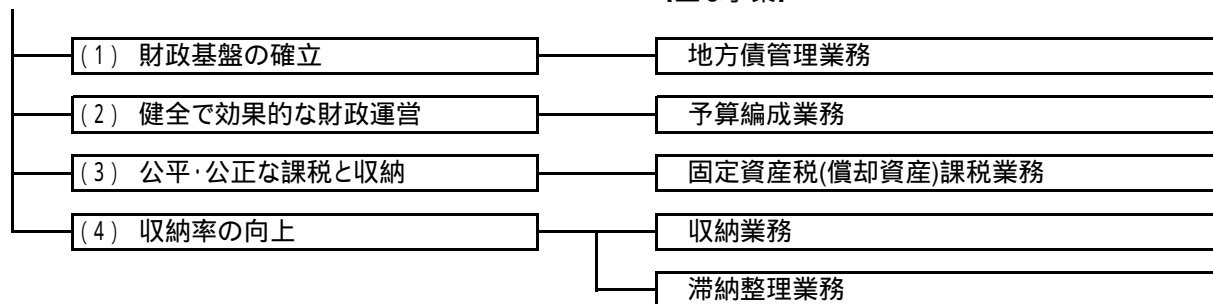 (1) 財政基盤の確立 地方債管理業務
(2) 健全で効果的な財政運営 予算編成業務
(3) 公平・公正な課税と収納 固定資産税(償却資産)課税業務
(4) 収納率の向上 収納業務
滞納整理業務